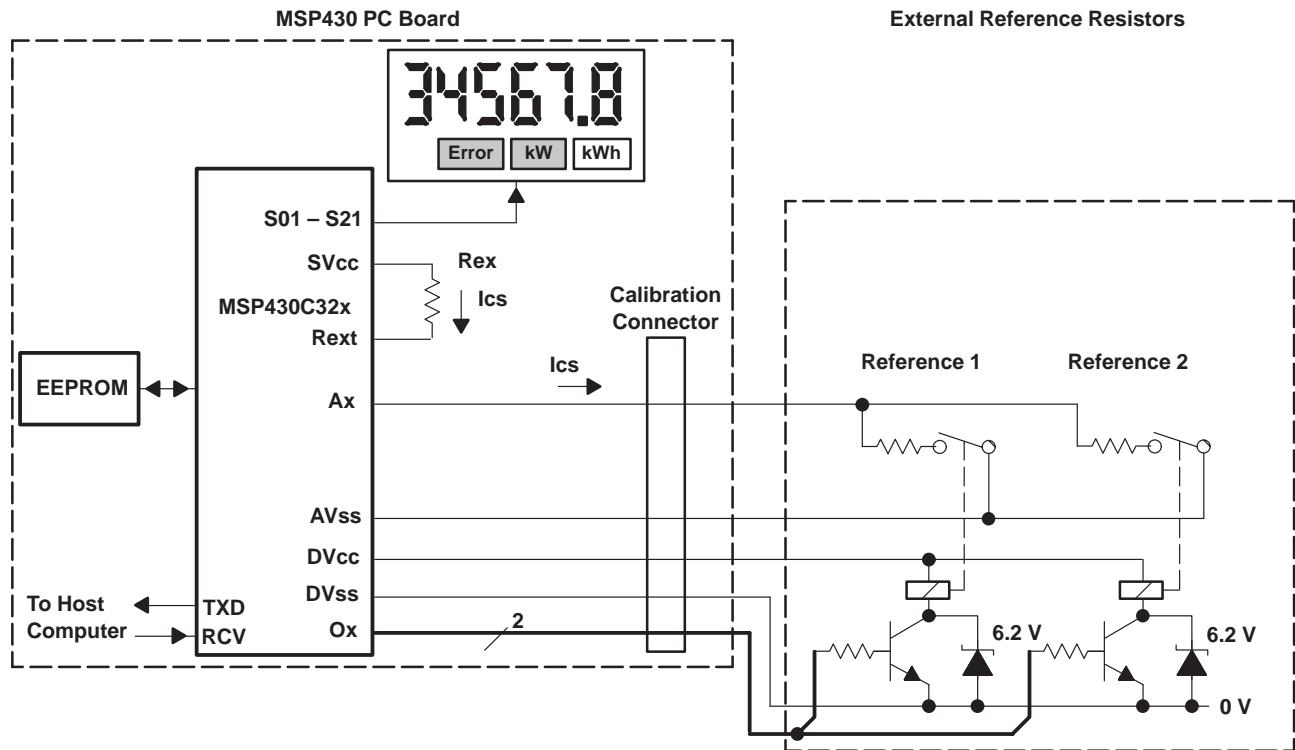 MSP430 PC Board
External Reference Resistors
34567.8
Error
kW
kWh
S01 – S21
SVcc
Rex
Ics
MSP430C32x
Rext
Calibration
Connector
EEPROM
Ics
Ax
Reference 1
Reference 2
AVss
DVcc
DVss
To Host
Computer
TXD
RCV
Ox
2
6.2 V
6.2 V
0 V